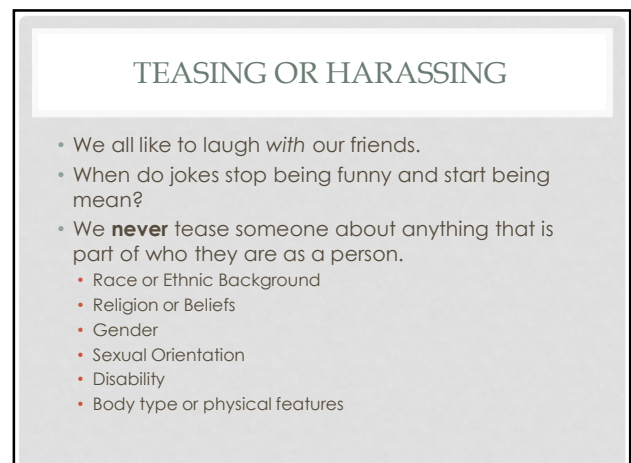 TEASING OR HARASSING
• We all like to laugh with our friends.
• When do jokes stop being funny and start being
mean?
• We never tease someone about anything that is
part of who they are as a person.
• Race or Ethnic Background
• Religion or Beliefs
• Gender
• Sexual Orientation
• Disability
• Body type or physical features